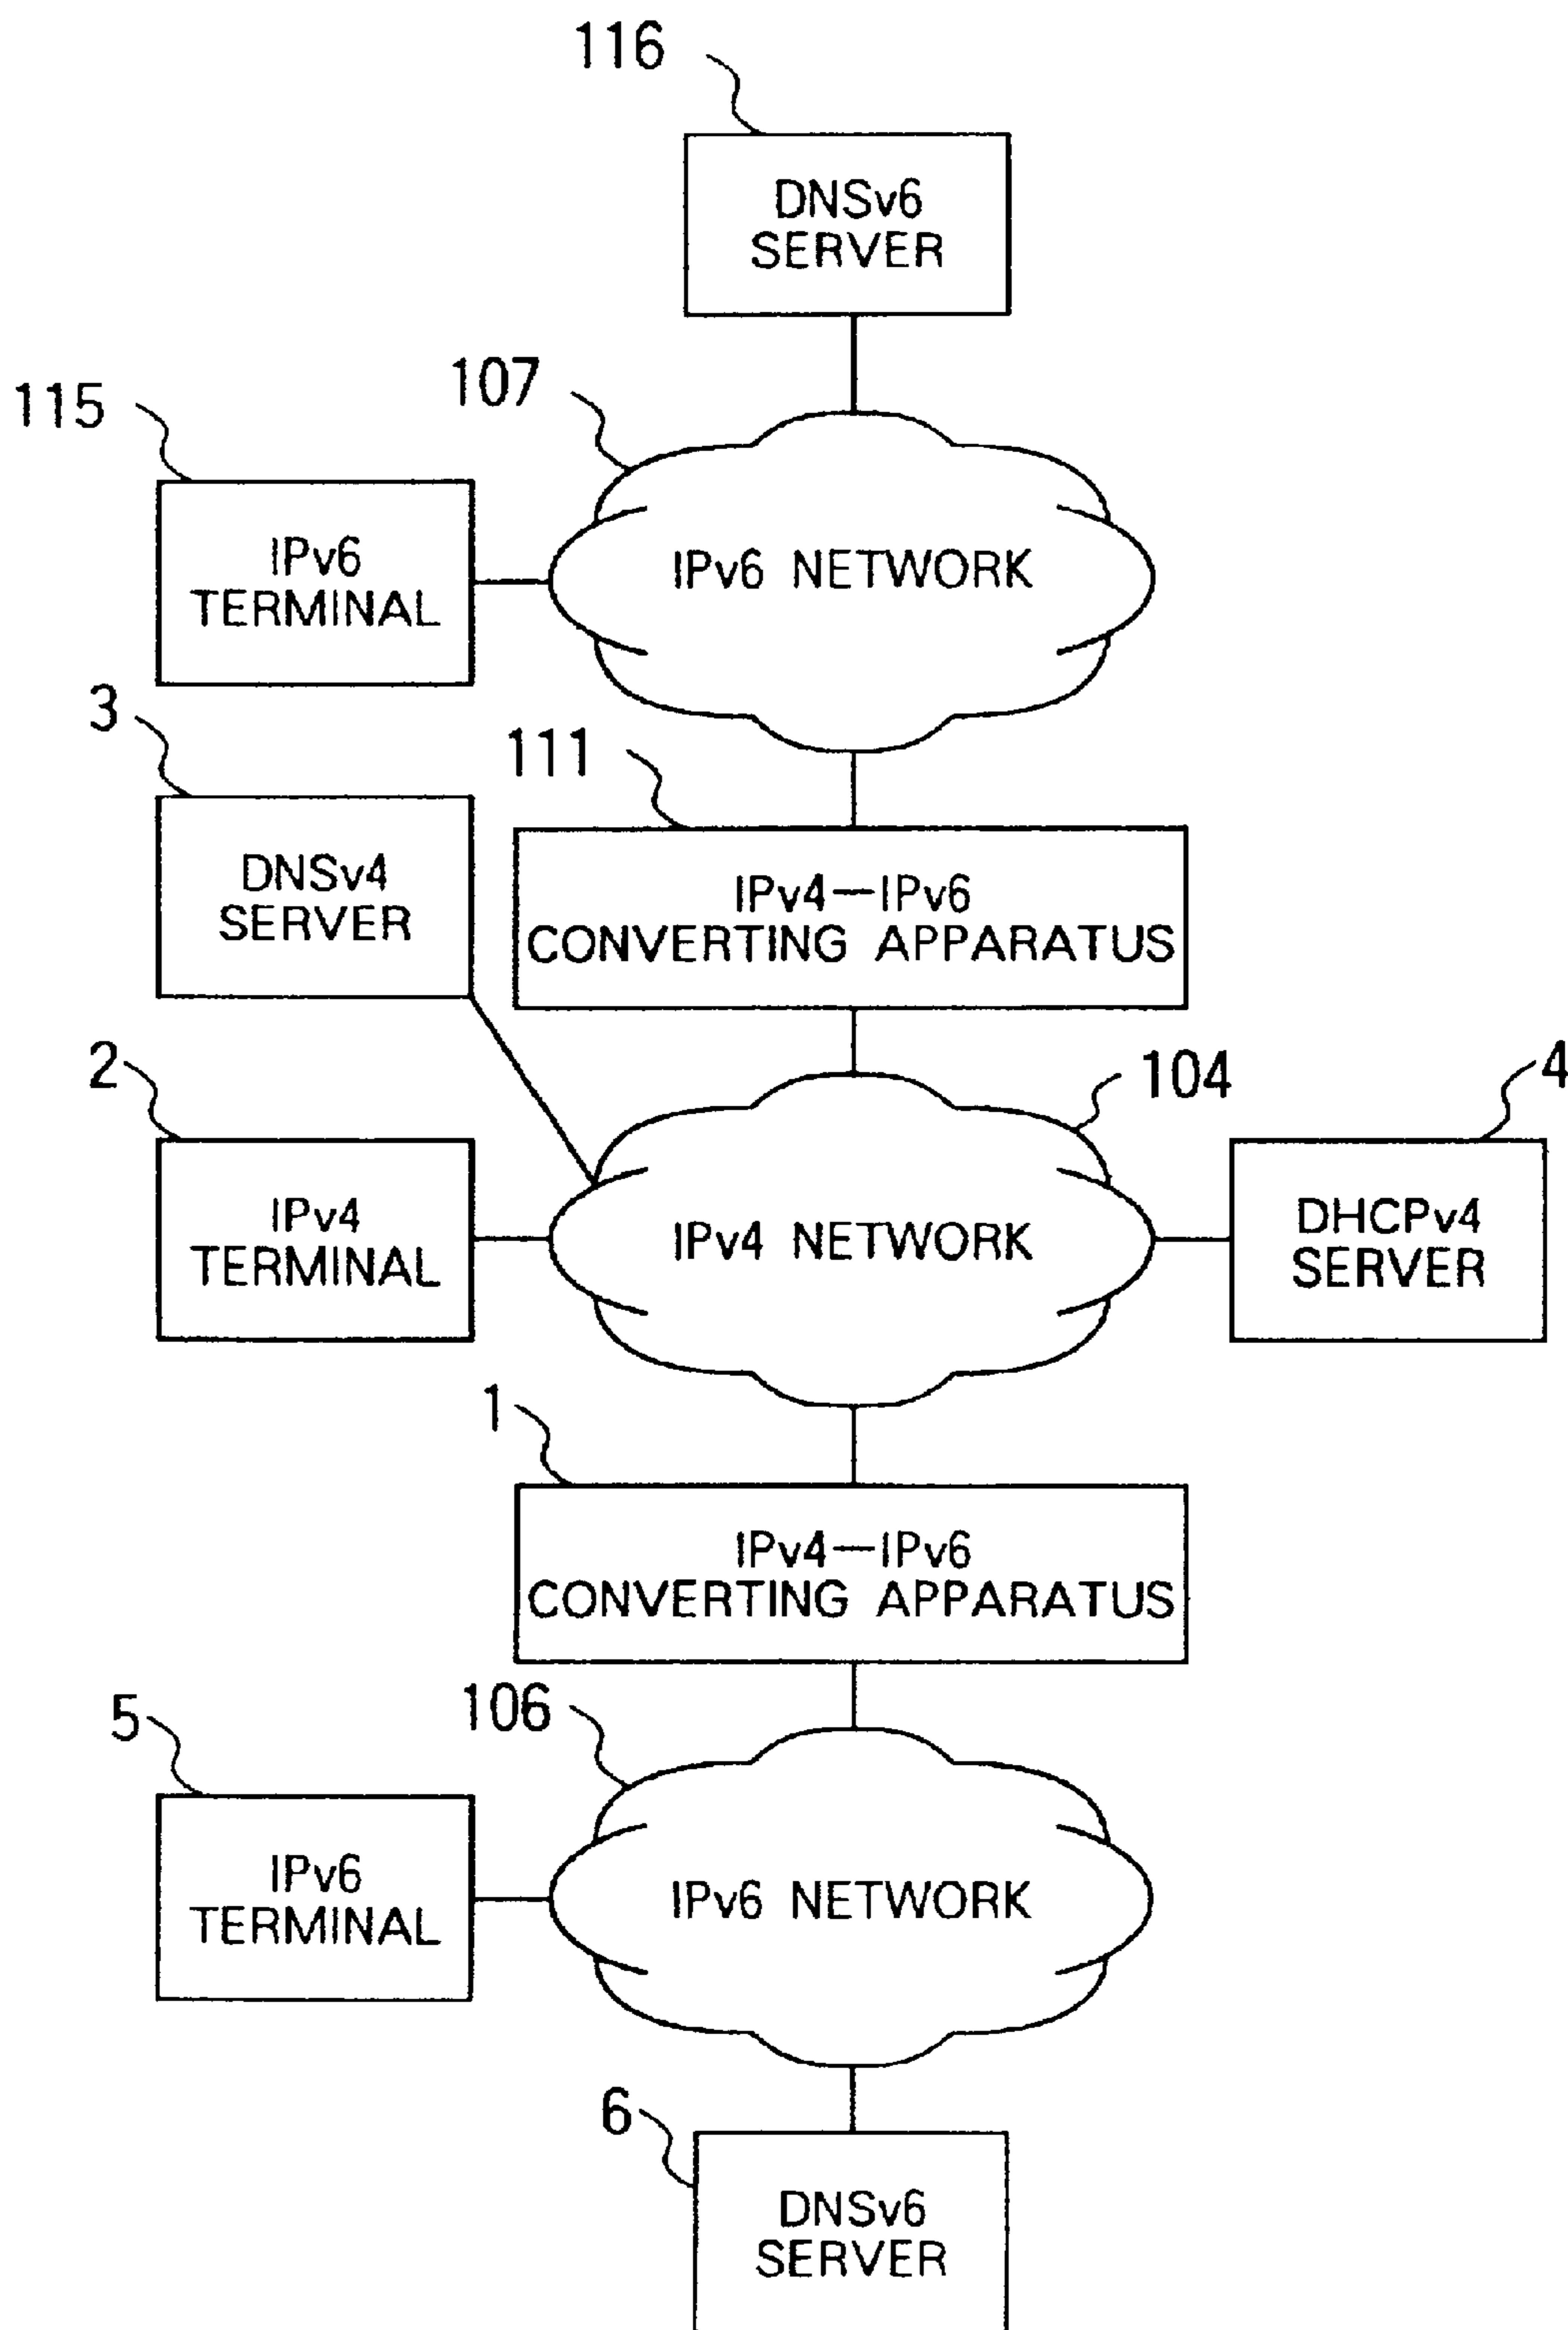 116
DNSv6
SERVER
107
115
IPv6
TERMINAL
IPv6 NETWORK
3
111
DNSv4
SERVER
IPv4—IPv6
CONVERTING APPARATUS
2
104
4
IPv4
TERMINAL
IPv4 NETWORK
DHCPv4
SERVER
1
IPv4—IPv6
CONVERTING APPARATUS
5
106
IPv6
TERMINAL
IPv6 NETWORK
6
DNSv6
SERVER